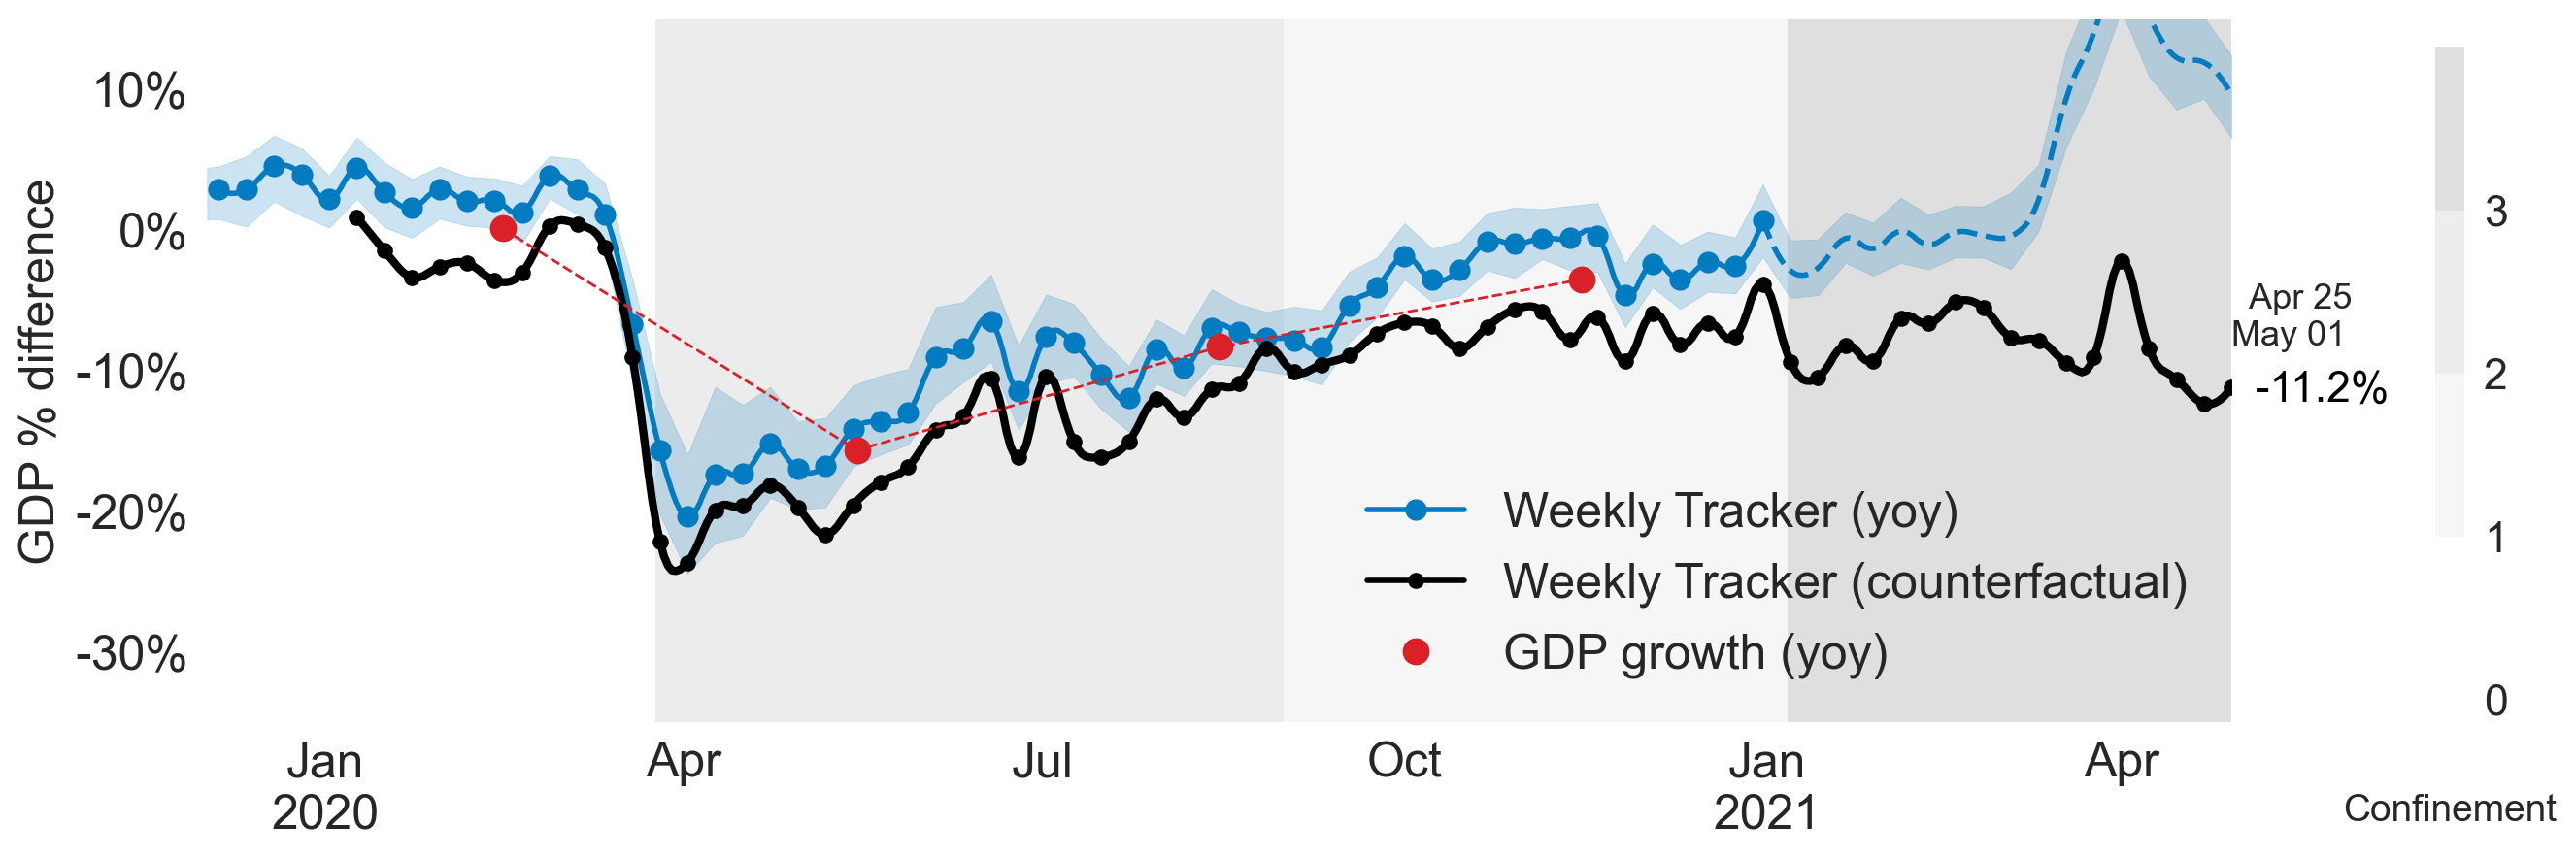 GDP % difference
10%
0%
-10%
-20%
-30%
Jan
2020
Apr
Jul
Oct
Jan
2021
Apr
Weekly Tracker (yoy)
Weekly Tracker (counterfactual)
GDP growth (yoy)
Apr 25
May 01
-11.2%
3
2
1
0
Confinement